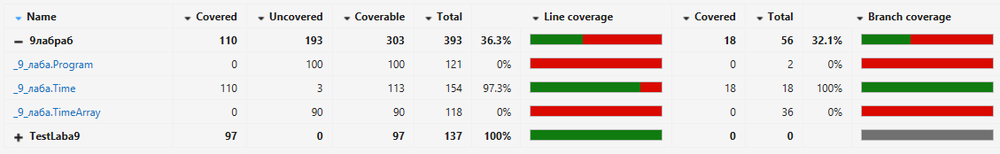 Name Covered Uncovered Coverable Total Line coverage Covered Total Branch coverage
9лабраб 110 193 303 393 36.3% 18 56 32.1%
_9_лаба.Program 0 100 100 121 0% 0 2 0%
_9_лаба.Time 110 3 113 154 97.3% 18 18 100%
_9_лаба.TimeArray 0 90 90 118 0% 0 36 0%
TestLaba9 97 0 97 137 100% 0 0